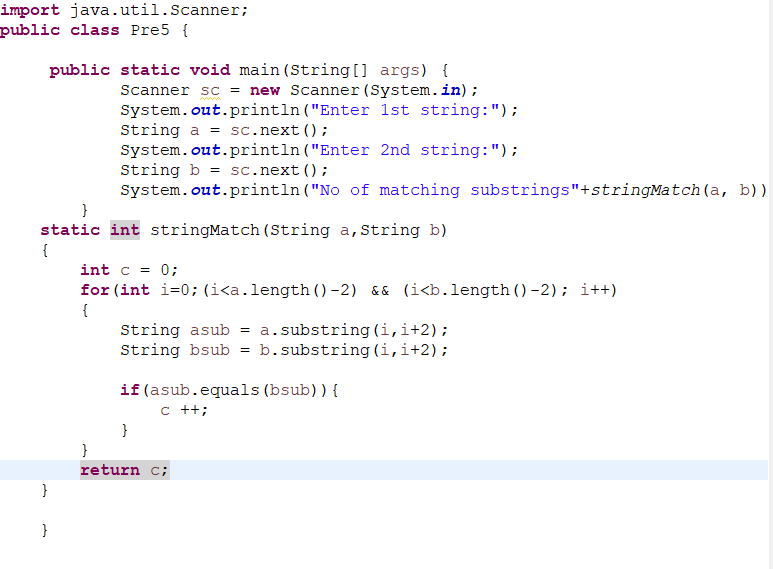 import java.util.Scanner;
public class Pre5 {
public static void main(String[] args) {
Scanner sc = new Scanner(System.in);
System.out.println("Enter 1st string:");
String a = sc.next();
System.out.println("Enter 2nd string:");
String b = sc.next();
System.out.println("No of matching substrings"+stringMatch(a, b))
}
static int stringMatch(String a,String b)
{
int c = 0;
for(int i=0;(i<a.length()-2) && (i<b.length()-2); i++)
{
String asub = a.substring(i,i+2);
String bsub = b.substring(i,i+2);
if(asub.equals(bsub)){
c ++;
}
}
return c;
}
}